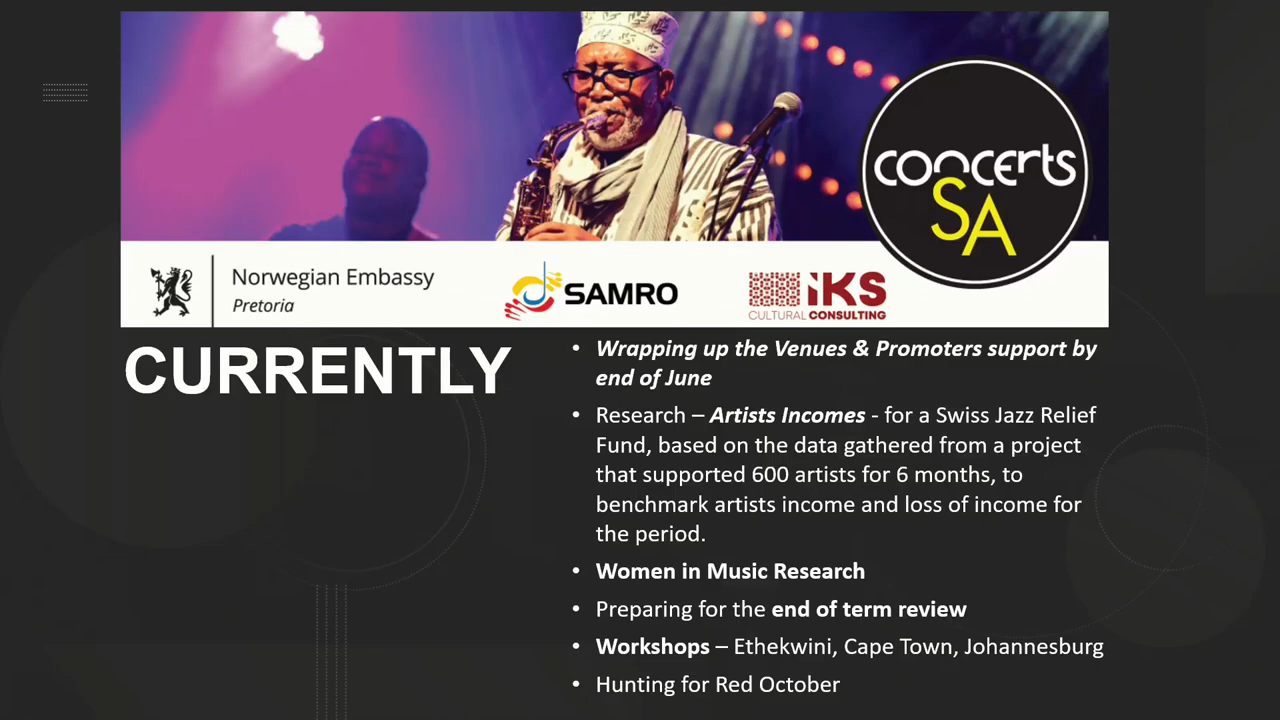 concerts
SA
Norwegian Embassy
Pretoria
SAMRO
iKS
CULTURAL CONSULTING
CURRENTLY
• Wrapping up the Venues & Promoters support by
end of June
• Research – Artists Incomes - for a Swiss Jazz Relief
Fund, based on the data gathered from a project
that supported 600 artists for 6 months, to
benchmark artists income and loss of income for
the period.
• Women in Music Research
• Preparing for the end of term review
• Workshops – Ethekwini, Cape Town, Johannesburg
• Hunting for Red October